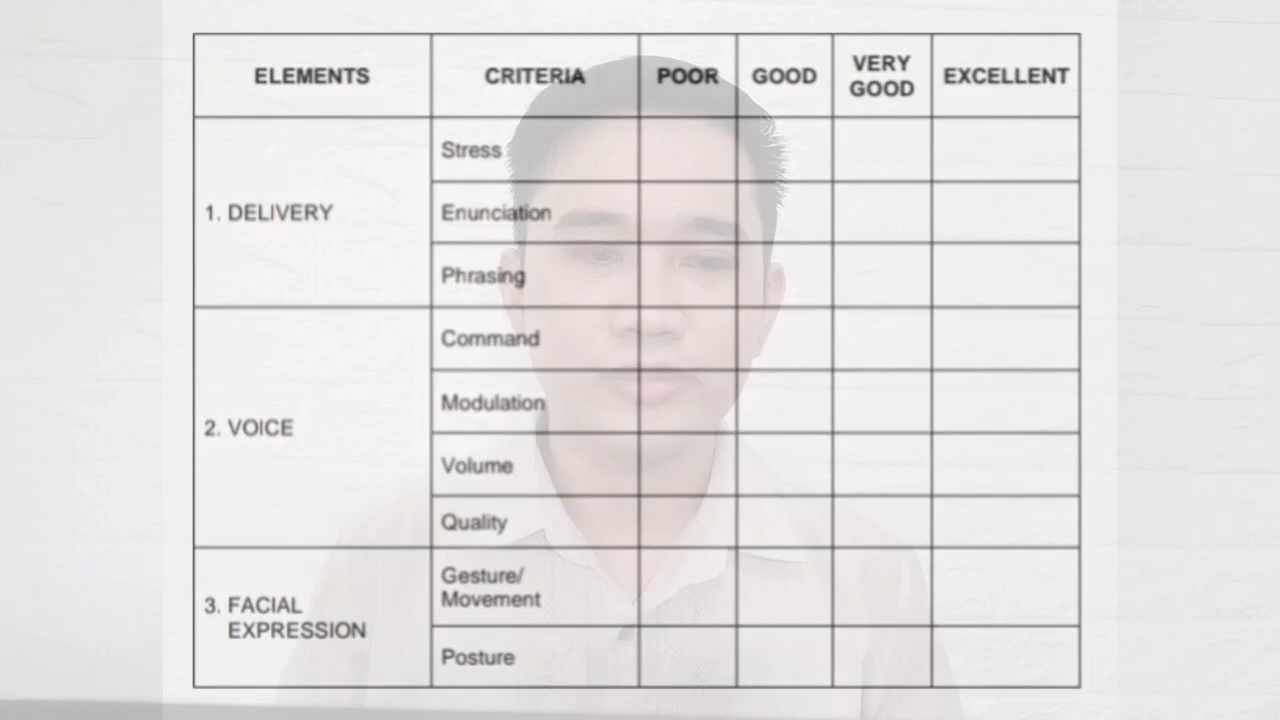 ELEMENTS CRITERIA POOR GOOD VERY GOOD EXCELLENT
1. DELIVERY
Stress
Enunciation
Phrasing
2. VOICE
Command
Modulation
Volume
Quality
3. FACIAL
EXPRESSION
Gesture/
Movement
Posture